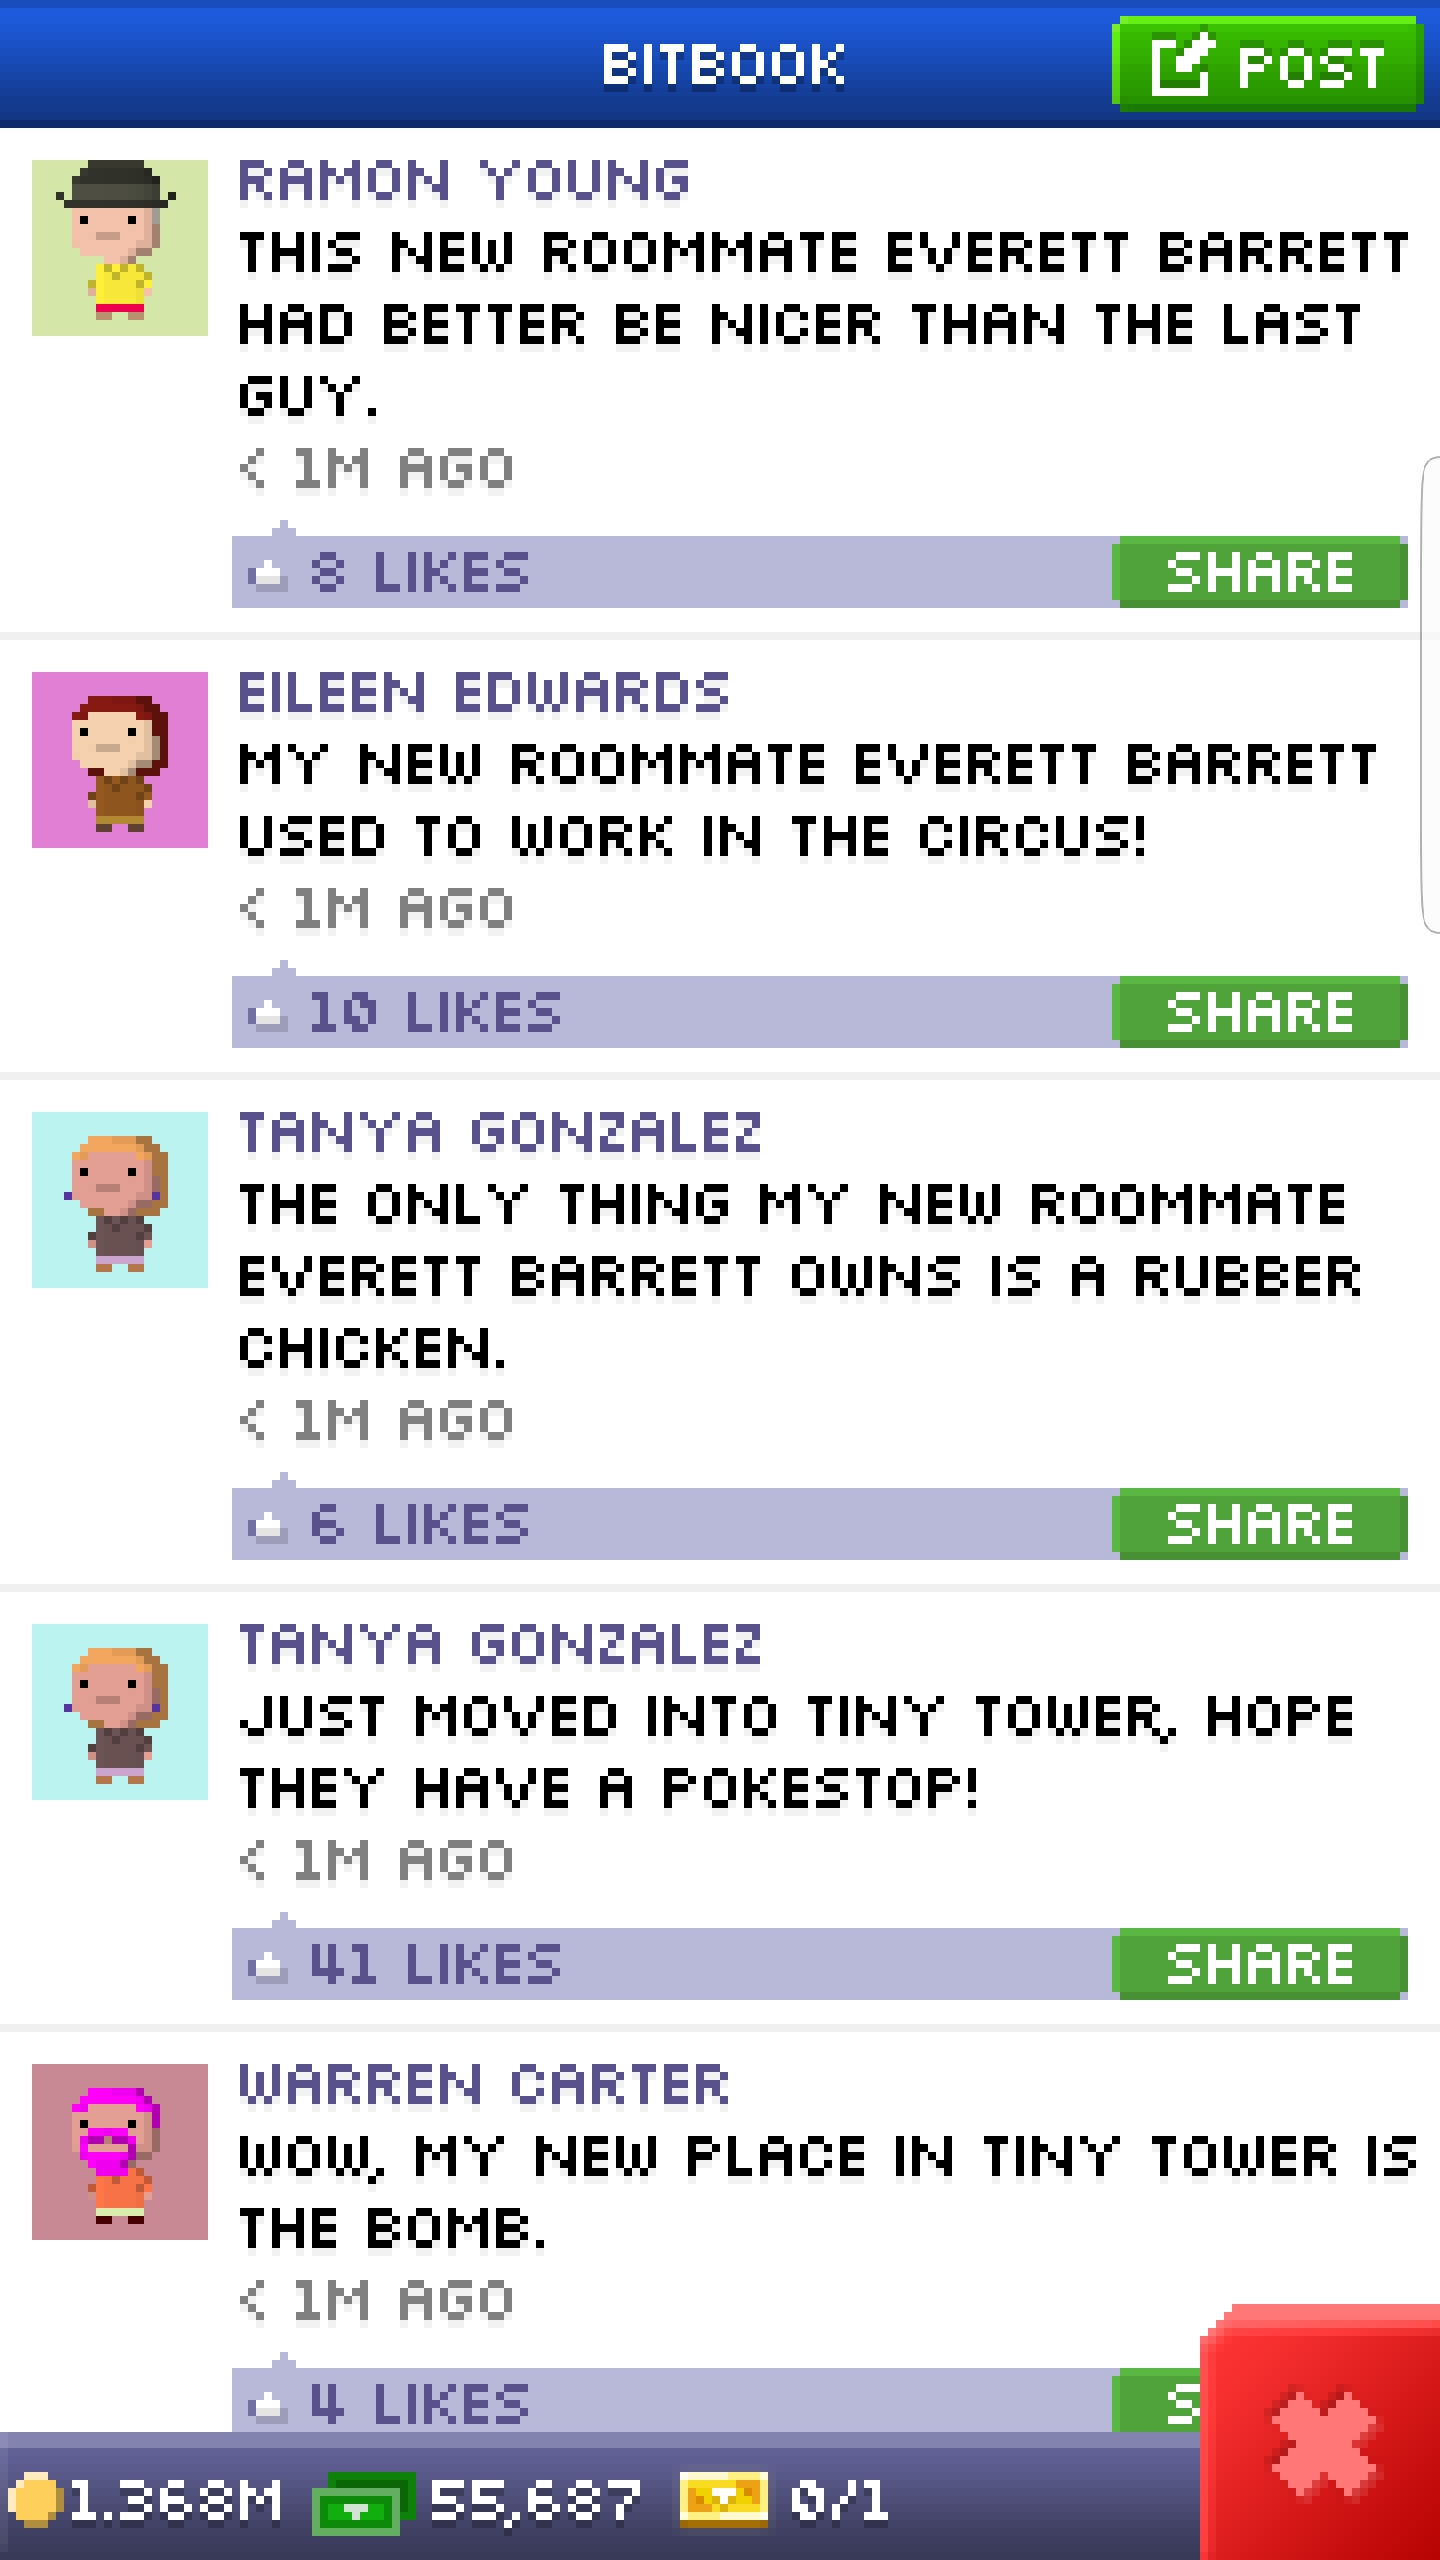 BITBOOK
POST
RAMON YOUNG
THIS NEW ROOMMATE EVERETT BARRETT
HAD BETTER BE NICER THAN THE LAST
GUY.
< 1M AGO
8 LIKES
SHARE
EILEEN EDWARDS
MY NEW ROOMMATE EVERETT BARRETT
USED TO WORK IN THE CIRCUS!
< 1M AGO
10 LIKES
SHARE
TANYA GONZALEZ
THE ONLY THING MY NEW ROOMMATE
EVERETT BARRETT OWNS IS A RUBBER
CHICKEN.
< 1M AGO
6 LIKES
SHARE
TANYA GONZALEZ
JUST MOVED INTO TINY TOWER, HOPE
THEY HAVE A POKESTOP!
< 1M AGO
41 LIKES
SHARE
WARREN CARTER
WOW, MY NEW PLACE IN TINY TOWER IS
THE BOMB.
< 1M AGO
4 LIKES
S
1.368M 55,687 0/1